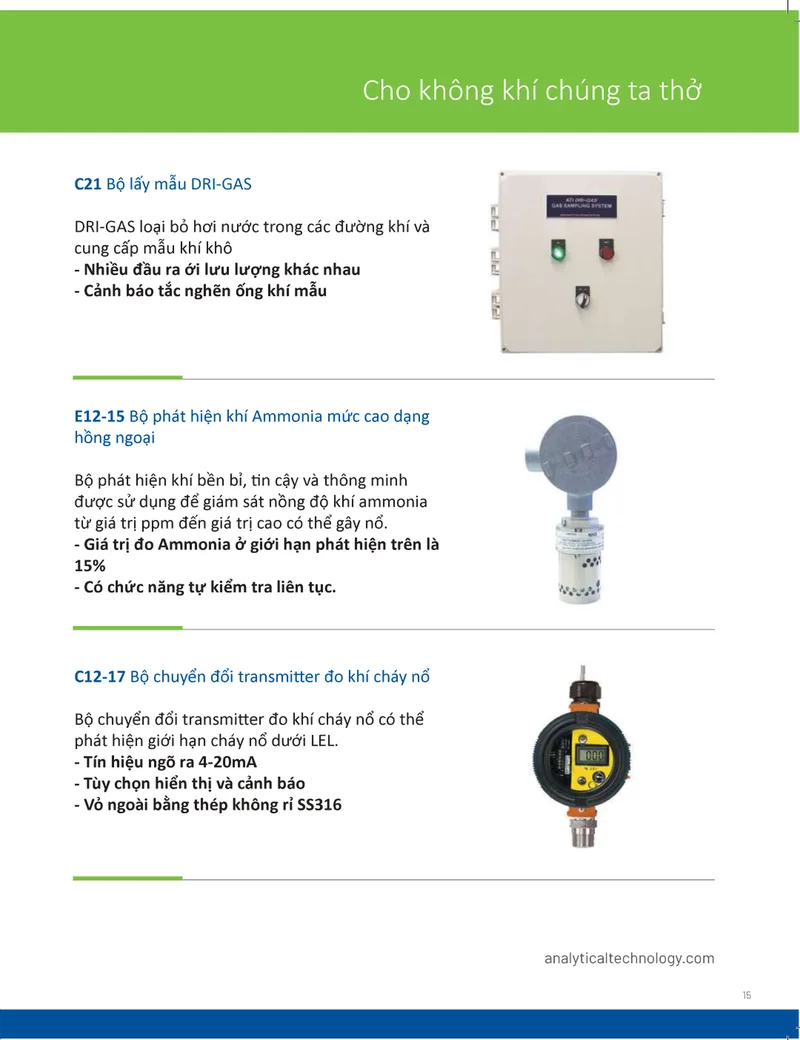 Cho không khí chúng ta thở
C21 Bộ lấy mẫu DRI-GAS
DRI-GAS loại bỏ hơi nước trong các đường khí và
cung cấp mẫu khí khô
- Nhiều đầu ra ới lưu lượng khác nhau
- Cảnh báo tắc nghẽn ống khí mẫu
ATI DRI-GAS
GAS SAMPLING SYSTEM
E12-15 Bộ phát hiện khí Ammonia mức cao dạng
hồng ngoại
Bộ phát hiện khí bền bỉ, tin cậy và thông minh
được sử dụng để giám sát nồng độ khí ammonia
từ giá trị ppm đến giá trị cao có thể gây nổ.
- Giá trị đo Ammonia ở giới hạn phát hiện trên là
15%
- Có chức năng tự kiểm tra liên tục.
C12-17 Bộ chuyển đổi transmitter đo khí cháy nổ
Bộ chuyển đổi transmitter đo khí cháy nổ có thể
phát hiện giới hạn cháy nổ dưới LEL.
- Tín hiệu ngõ ra 4-20mA
- Tùy chọn hiển thị và cảnh báo
- Vỏ ngoài bằng thép không rỉ SS316
analyticaltechnology.com
15